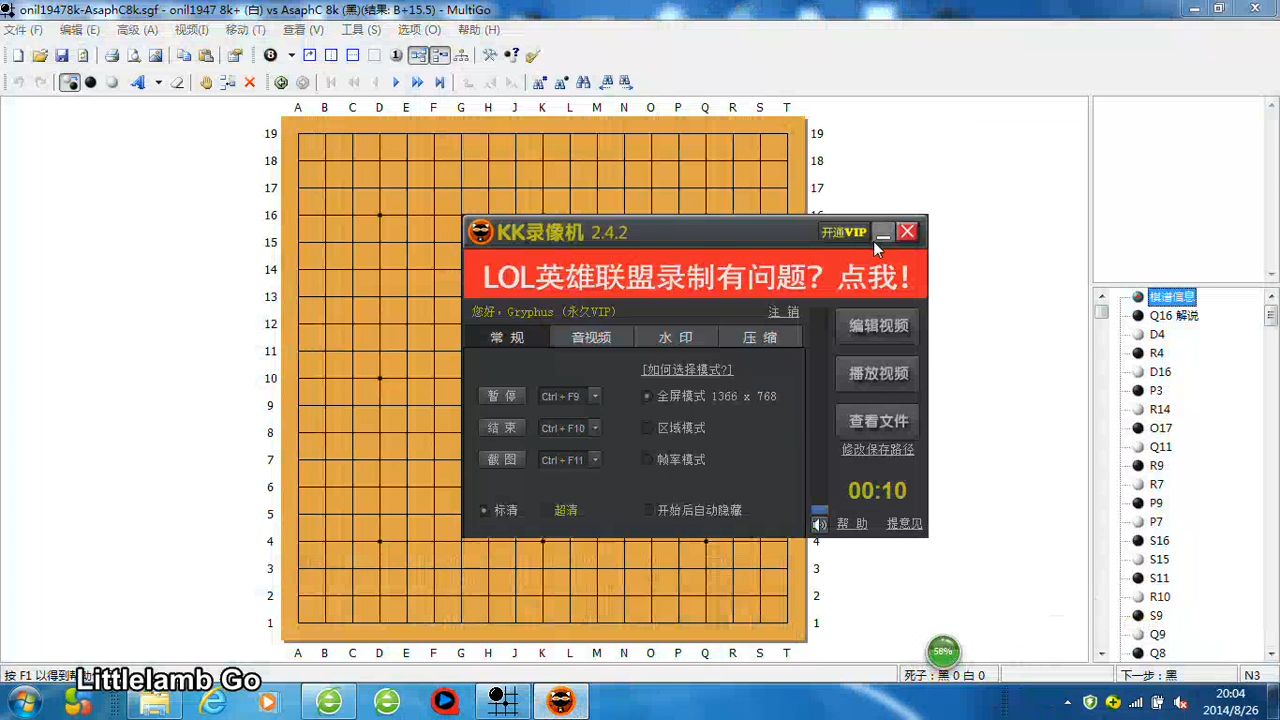 onil19478k-AsaphC8k.sgf - onil1947 8k+ (白) vs AsaphC 8k (黑)(结果: B+15.5) - MultiGo
文件 (F) 编辑 (E) 高级 (A) 视频(I) 移动 (T) 查看 (V) 工具 (S) 选项 (O) 帮助 (H)
A B C D E F G H J K L M N O P Q R S T
19 19
18 18
17 17
16
15
14
13
12
11
10
9
8
7
6
5
4 4
3 3
2 2
1 1
A B C D E F G H J K L M N O P Q R S T
KK录像机 2.4.2 开通VIP
LOL英雄联盟录制有问题？点我！
您好，Gryphus (永久VIP) 注 销
常 规 音视频 水 印 压 缩
[如何选择模式?]
暂 停 Ctrl + F9 全屏模式 1366 x 768
结 束 Ctrl + F10 区域模式
截 图 Ctrl + F11 帧率模式
标清 超清 开始后自动隐藏
编辑视频
播放视频
查看文件
修改保存路径
00:10
帮 助 提意见
棋谱信息
Q16 解说
D4
R4
D16
P3
R14
O17
Q11
R9
R7
P9
P7
S16
S15
S11
R10
S9
Q9
Q8
58%
按 F1 以得到帮
死子: 黑 0 白 0 下一步: 黑 N3
Littlelamb Go
20:04
2014/8/26